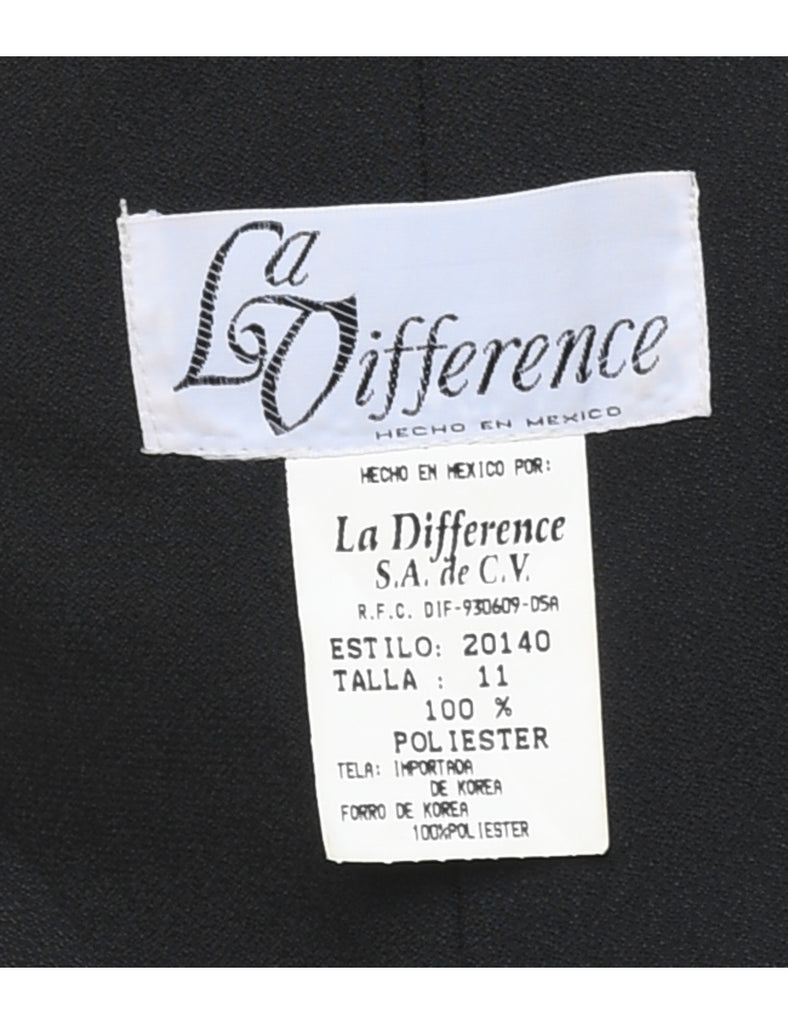 La
Difference
HECHO EN MEXICO
HECHO EN MEXICO POR:
La Difference
S.A. de C.V.
R.F.C. DIF-930609-DSA
ESTILO: 20140
TALLA : 11
100 %
POLIESTER
TELA: IMPORTADA
DE KOREA
FORRO DE KOREA
100%POLIESTER